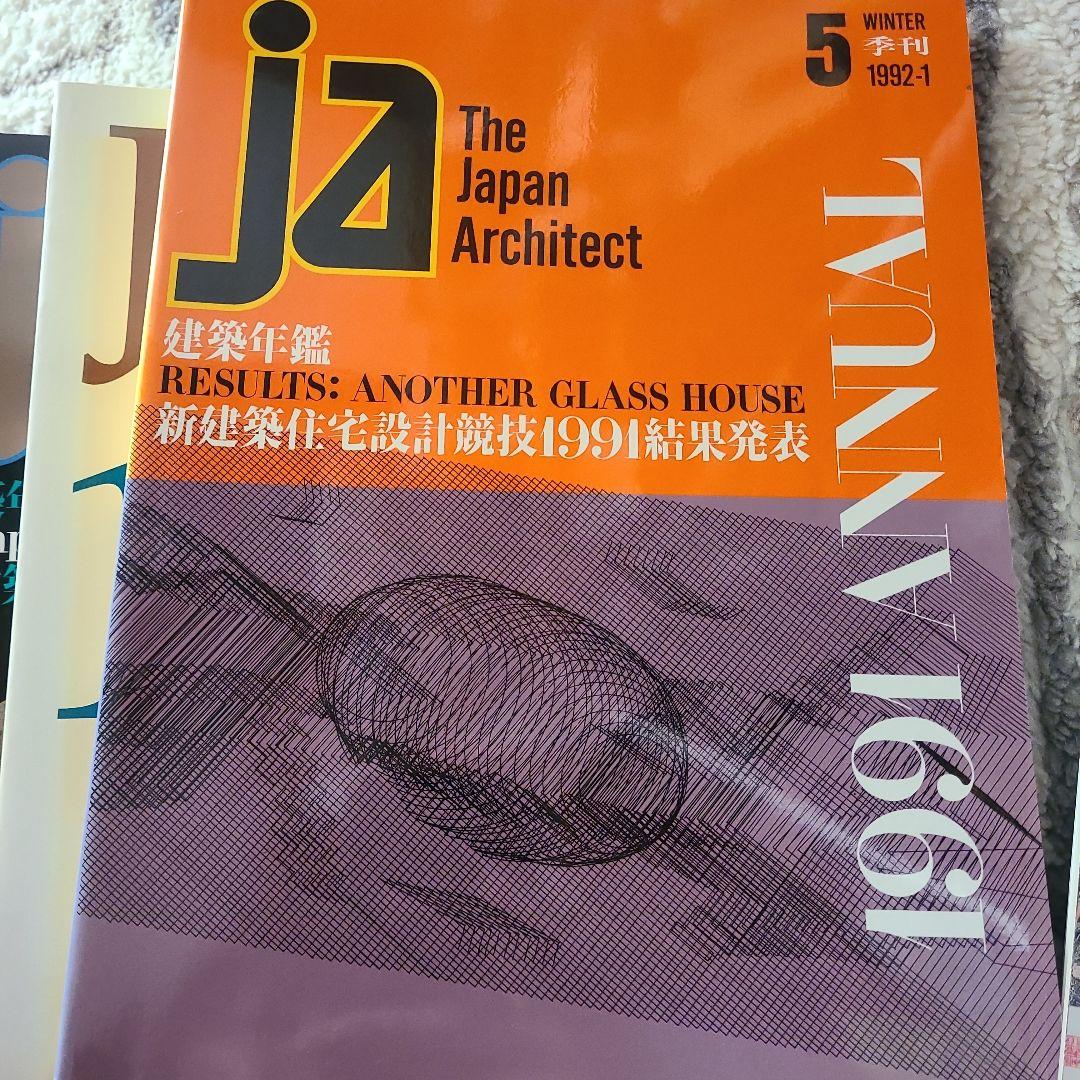 ja
The
Japan
Architect
5
WINTER
季刊
1992-1
建築年鑑
RESULTS: ANOTHER GLASS HOUSE
新建築住宅設計競技1991結果発表
1991 ANNUAL